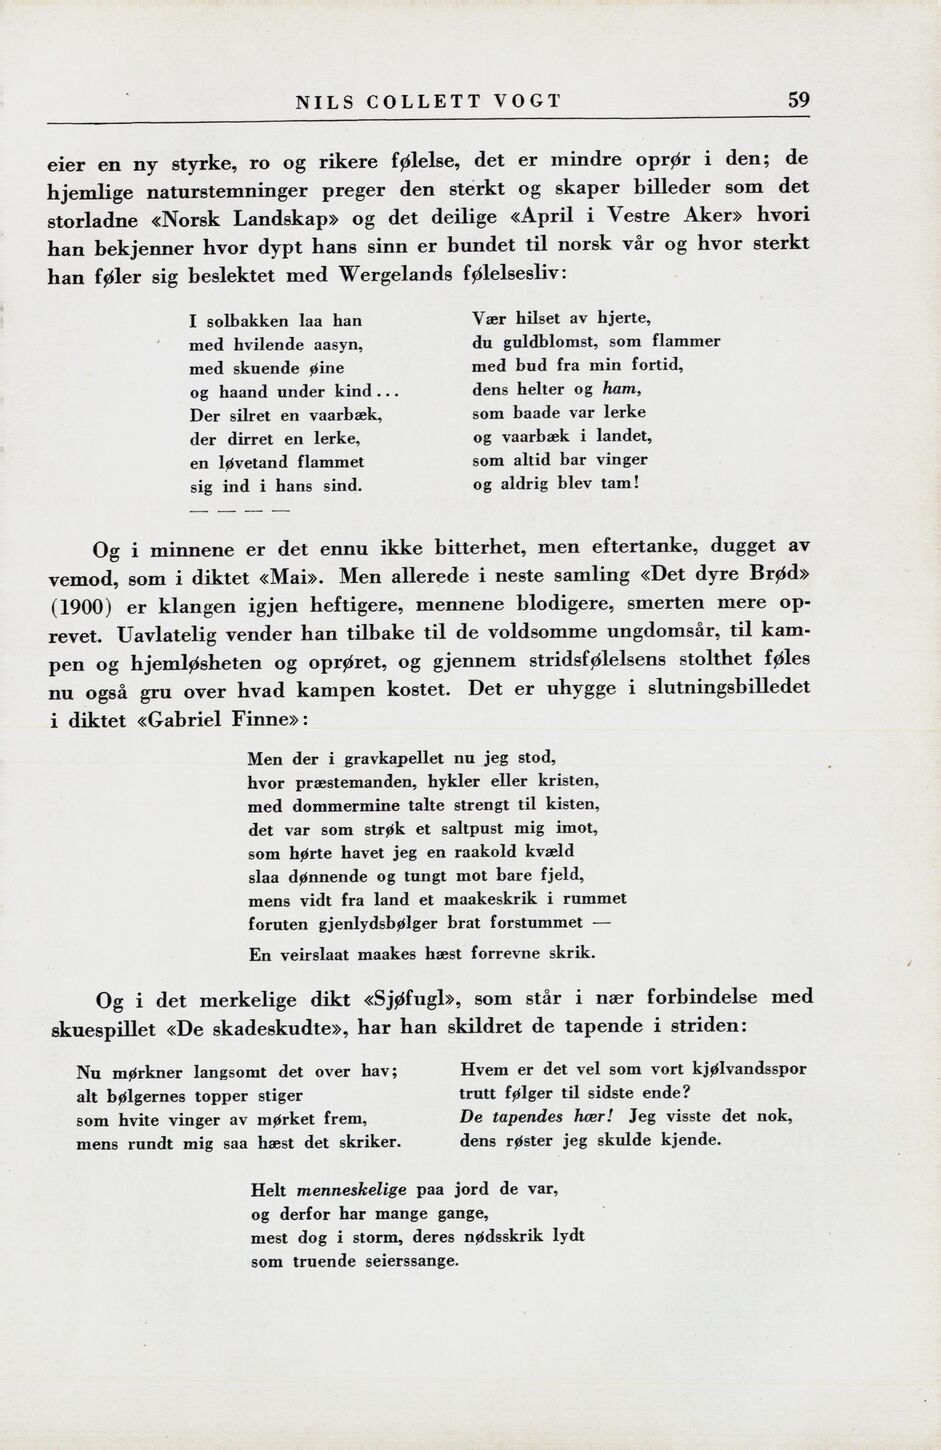 NILS COLLETT VOGT 59
eier en ny styrke, ro og rikere følelse, det er mindre oprør i den; de
hjemlige naturstemninger preger den sterkt og skaper billeder som det
storladne «Norsk Landskap» og det deilige «April i Vestre Aker» hvori
han bekjenner hvor dypt hans sinn er bundet til norsk vår og hvor sterkt
han føler sig beslektet med Wergelands følelsesliv:
I solbakken laa han
med hvilende aasyn,
med skuende øine
og haand under kind...
Der silret en vaarbæk,
der dirret en lerke,
en løvetand flammet
sig ind i hans sind.
— — — —
Vær hilset av hjerte,
du guldblomst, som flammer
med bud fra min fortid,
dens helter og ham,
som baade var lerke
og vaarbæk i landet,
som altid bar vinger
og aldrig blev tam!
Og i minnene er det ennu ikke bitterhet, men eftertanke, dugget av
vemod, som i diktet «Mai». Men allerede i neste samling «Det dyre Brød»
(1900) er klangen igjen heftigere, mennene blodigere, smerten mere op-
revet. Uavlatelig vender han tilbake til de voldsomme ungdomsår, til kam-
pen og hjemløsheten og oprøret, og gjennem stridsfølelsens stolthet føles
nu også gru over hvad kampen kostet. Det er uhygge i slutningsbilledet
i diktet «Gabriel Finne»:
Men der i gravkapellet nu jeg stod,
hvor præstemanden, hykler eller kristen,
med dommermine talte strengt til kisten,
det var som strøk et saltpust mig imot,
som hørte havet jeg en raakold kvæld
slaa dønnende og tungt mot bare fjeld,
mens vidt fra land et maakeskrik i rummet
foruten gjenlydsbølger brat forstummet —
En veirslaat maakes hæst forrevne skrik.
Og i det merkelige dikt «Sjøfugl», som står i nær forbindelse med
skuespillet «De skadeskudte», har han skildret de tapende i striden:
Nu mørkner langsomt det over hav;
alt bølgernes topper stiger
som hvite vinger av mørket frem,
mens rundt mig saa hæst det skriker.
Hvem er det vel som vort kjølvandsspor
trutt følger til sidste ende?
De tapendes hær! Jeg visste det nok,
dens røster jeg skulde kjende.
Helt menneskelige paa jord de var,
og derfor har mange gange,
mest dog i storm, deres nødsskrik lydt
som truende seierssange.